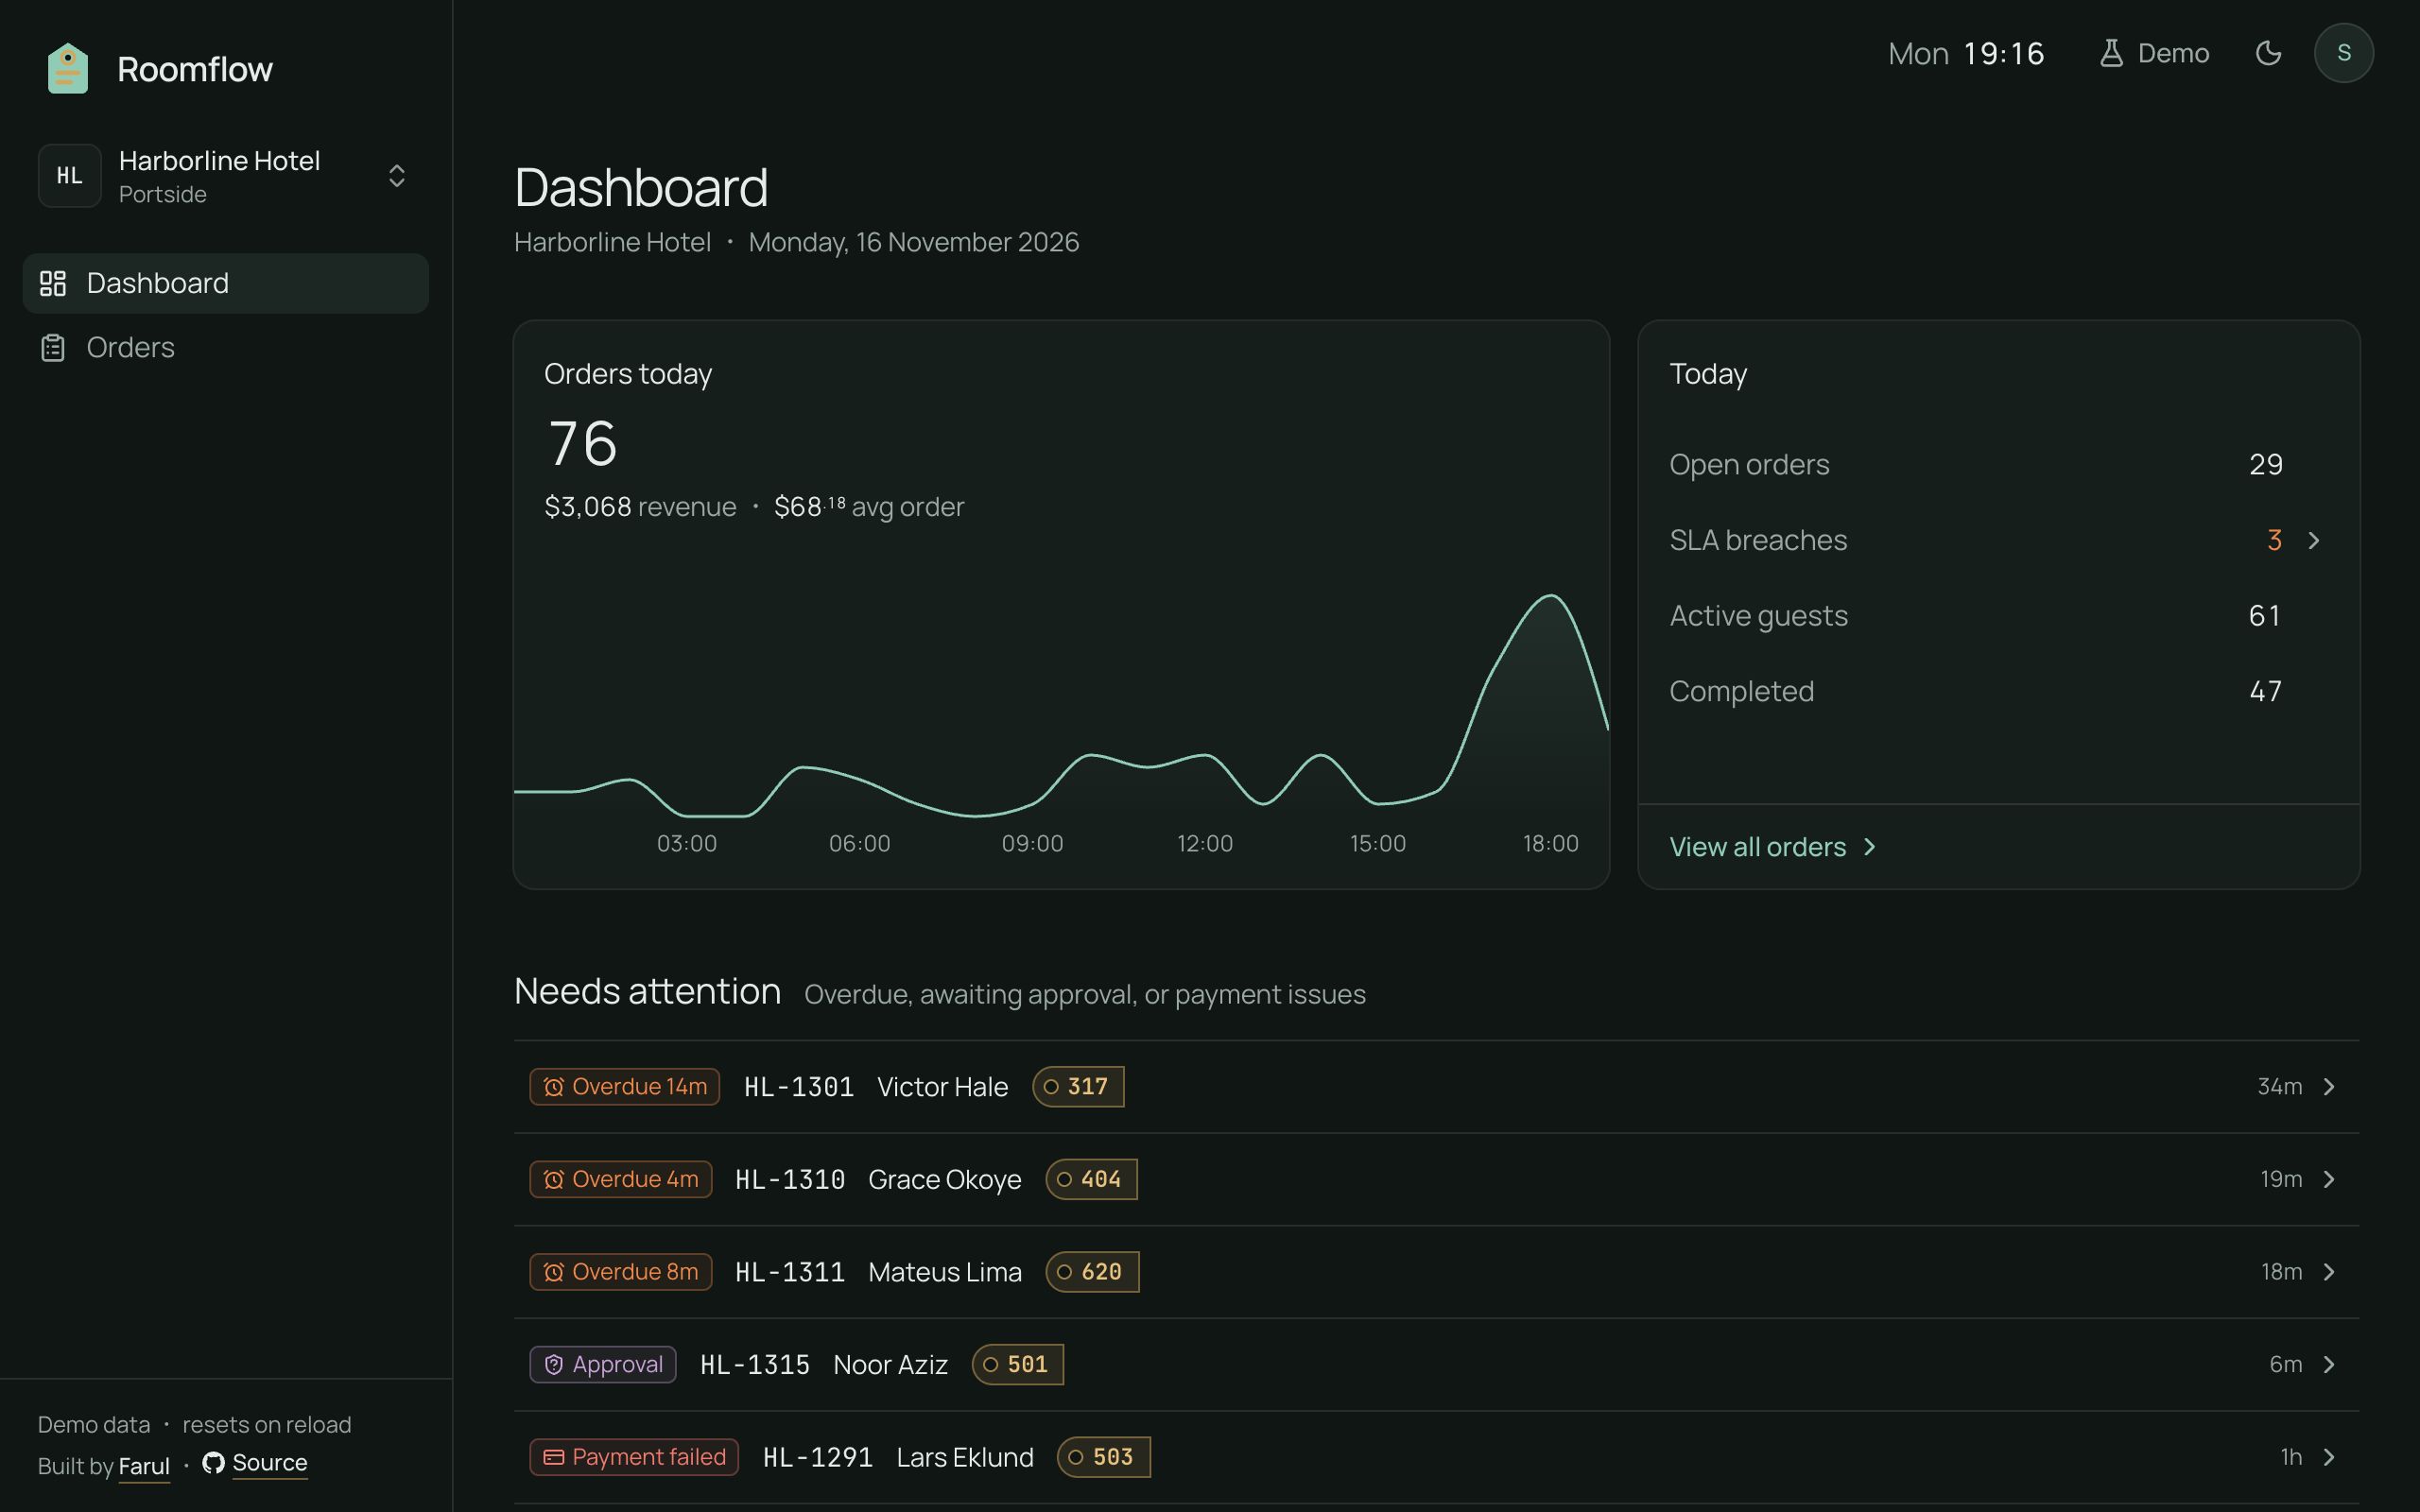 Roomflow
HL
Harborline Hotel
Portside
Dashboard
Orders
Mon 19:16
Demo
S
Dashboard
Harborline Hotel · Monday, 16 November 2026
Orders today
76
$3,068 revenue · $68.18 avg order
03:00 06:00 09:00 12:00 15:00 18:00
Today
Open orders 29
SLA breaches 3
Active guests 61
Completed 47
View all orders
Needs attention Overdue, awaiting approval, or payment issues
Overdue 14m HL-1301 Victor Hale 317 34m
Overdue 4m HL-1310 Grace Okoye 404 19m
Overdue 8m HL-1311 Mateus Lima 620 18m
Approval HL-1315 Noor Aziz 501 6m
Payment failed HL-1291 Lars Eklund 503 1h
Demo data · resets on reload
Built by Farul · Source